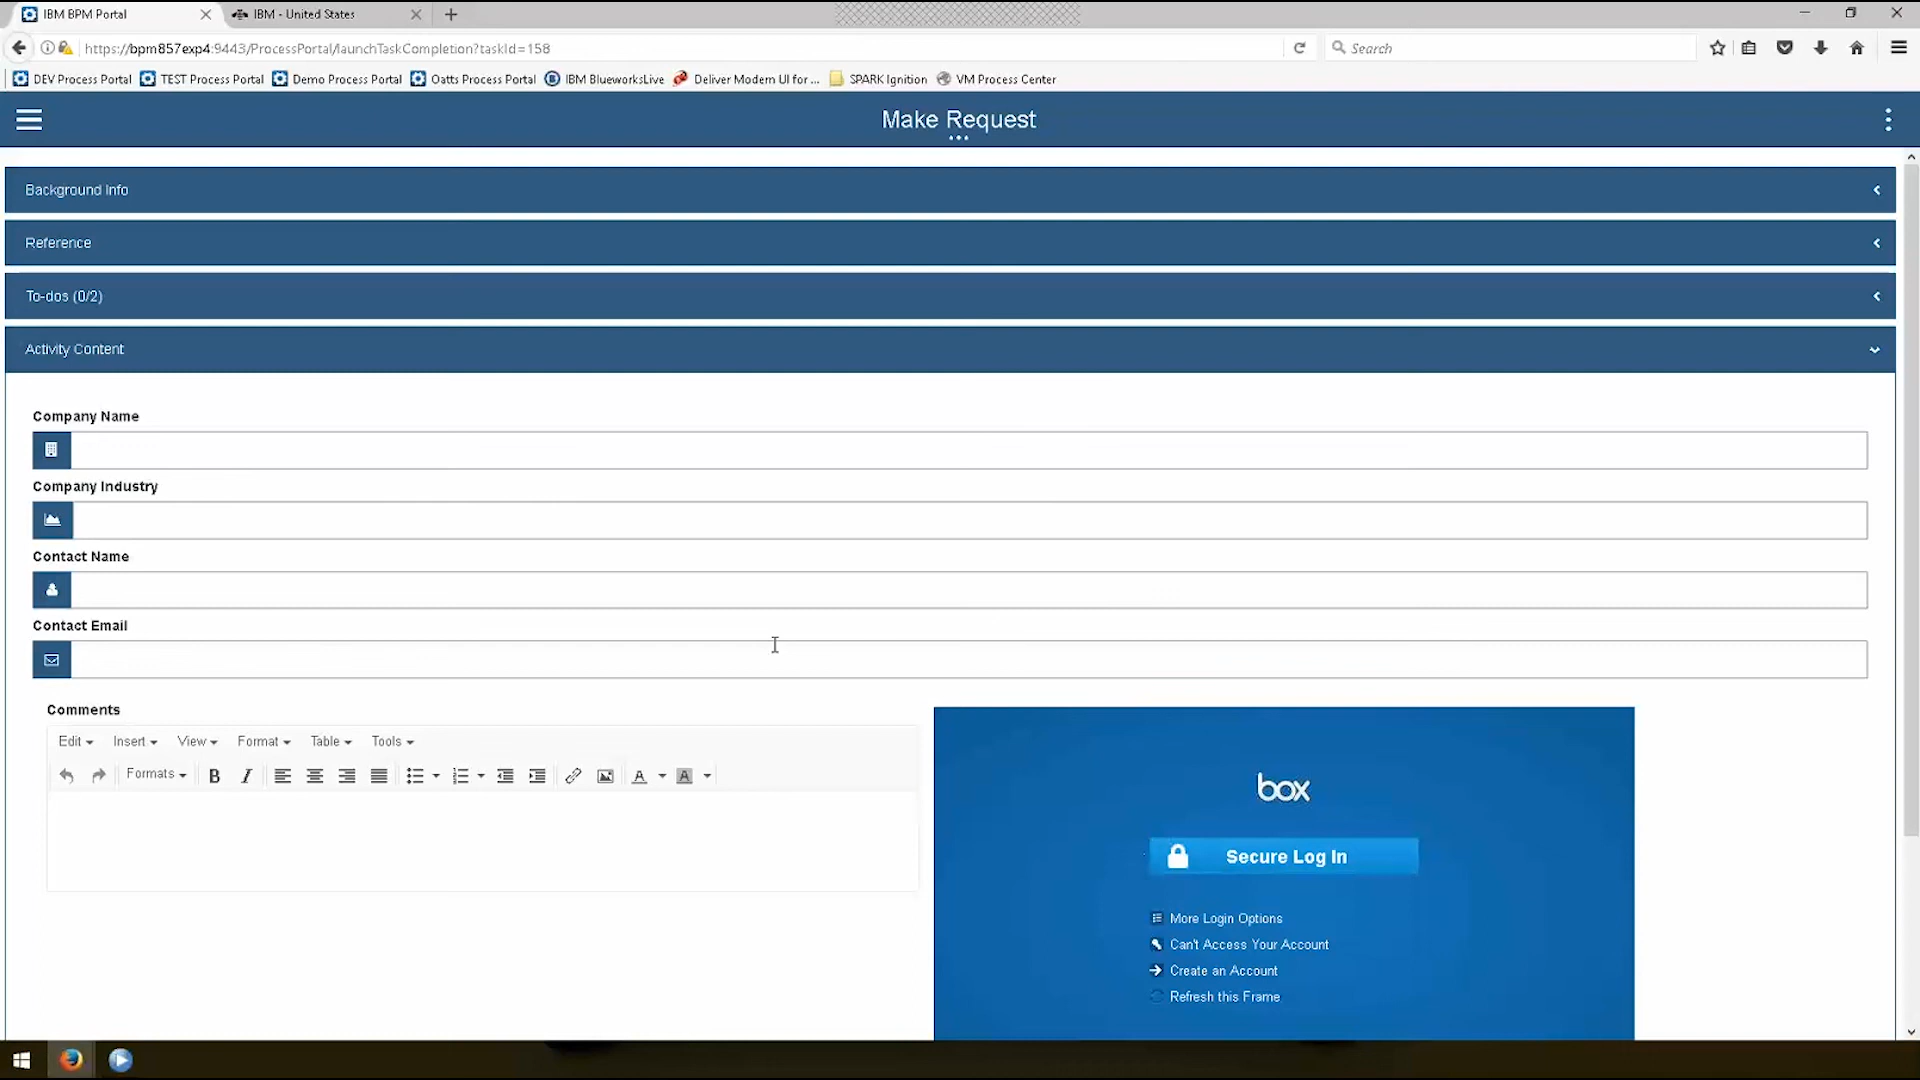 IBM BPM Portal
IBM - United States
https://bpm857exp4:9443/ProcessPortal/launchTaskCompletion?taskId=158
Search
DEV Process Portal TEST Process Portal Demo Process Portal Oatts Process Portal IBM BlueworksLive Deliver Modern UI for ... SPARK Ignition VM Process Center
Make Request
Background Info
Reference
To-dos (0/2)
Activity Content
Company Name
Company Industry
Contact Name
Contact Email
Comments
Edit Insert View Format Table Tools
Formats B I A A
box
Secure Log In
More Login Options
Can't Access Your Account
Create an Account
Refresh this Frame